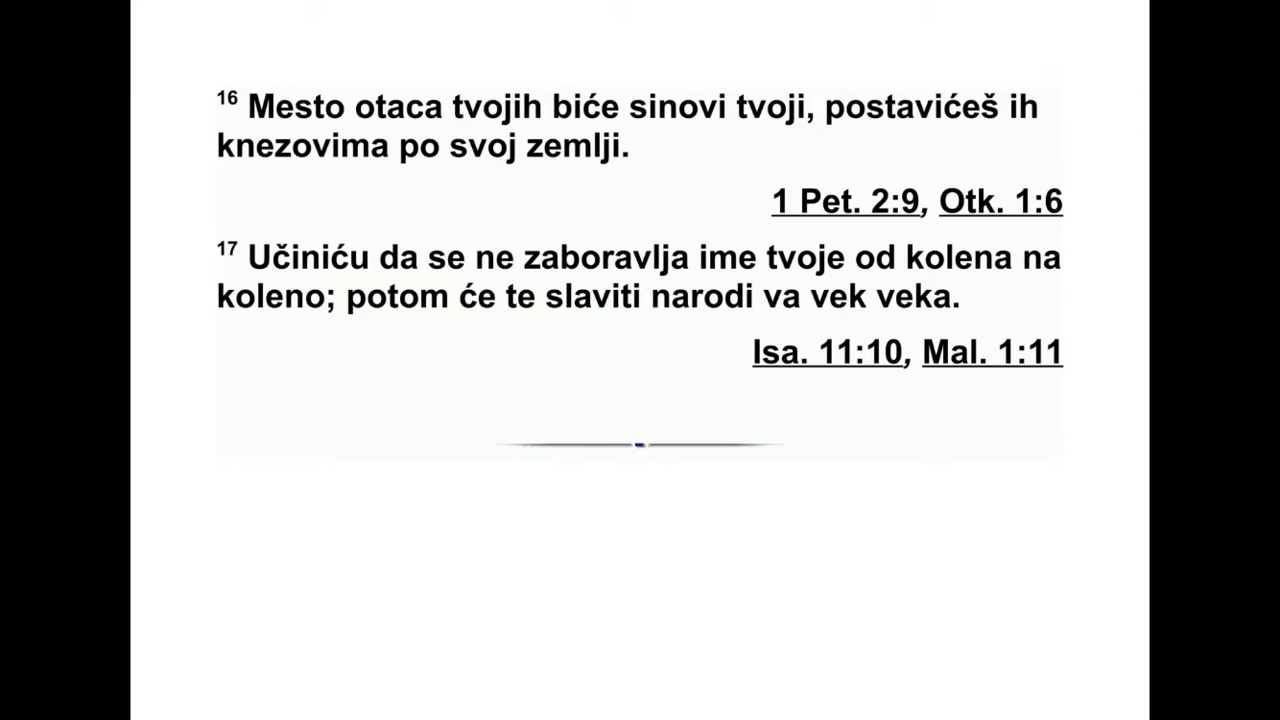 16 Mesto otaca tvojih biće sinovi tvoji, postavićeš ih
knezovima po svoj zemlji.
1 Pet. 2:9, Otk. 1:6
17 Učiniću da se ne zaboravlja ime tvoje od kolena na
koleno; potom će te slaviti narodi va vek veka.
Isa. 11:10, Mal. 1:11